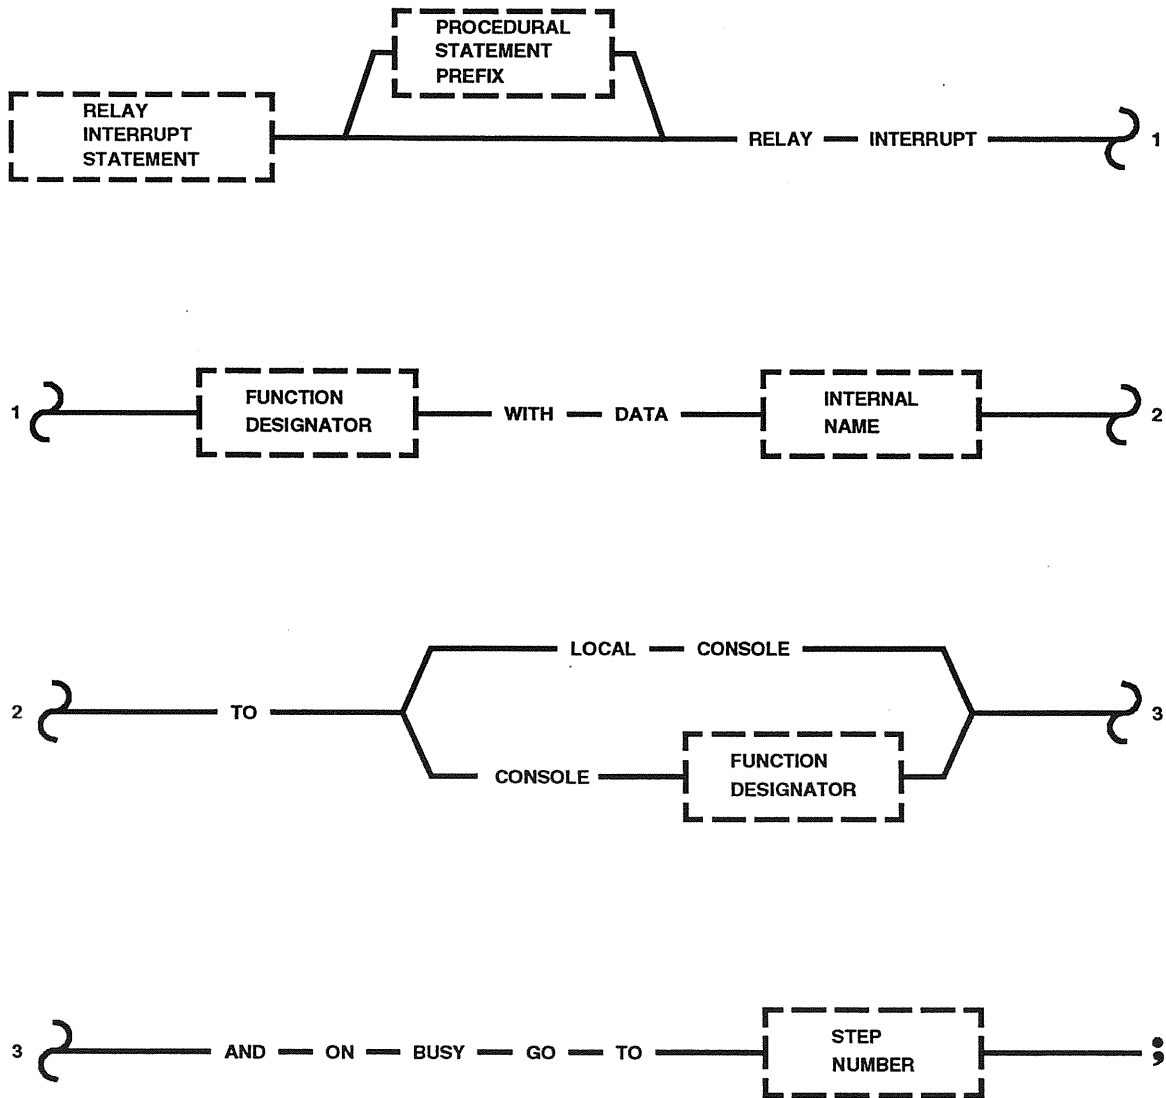 PROCEDURAL
STATEMENT
PREFIX
RELAY
INTERRUPT
STATEMENT
RELAY INTERRUPT 1
1 FUNCTION
DESIGNATOR
WITH DATA
INTERNAL
NAME
2
2 TO
LOCAL CONSOLE
CONSOLE
FUNCTION
DESIGNATOR
3
3 AND ON BUSY GO TO
STEP
NUMBER
;